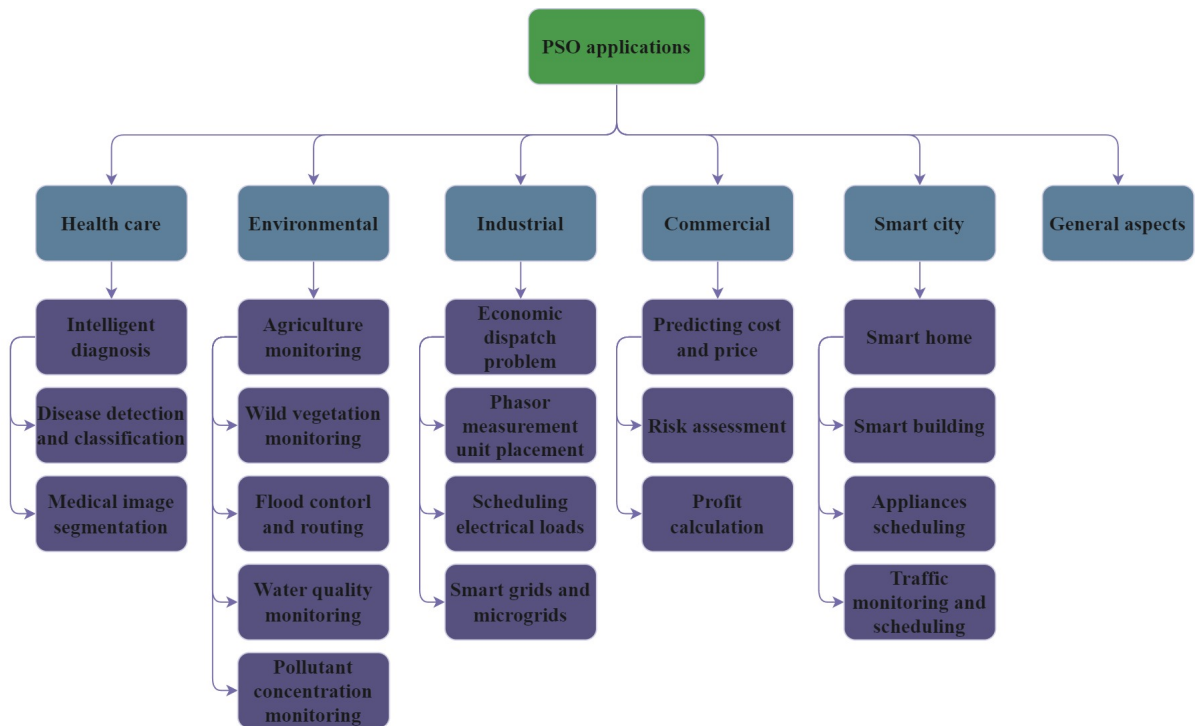 PSO applications
Health care
Environmental
Industrial
Commercial
Smart city
General aspects
Intelligent
diagnosis
Disease detection
and classification
Medical image
segmentation
Agriculture
monitoring
Wild vegetation
monitoring
Flood contorl
and routing
Water quality
monitoring
Pollutant
concentration
monitoring
Economic
dispatch
problem
Phasor
measurement
unit placement
Scheduling
electrical loads
Smart grids and
microgrids
Predicting cost
and price
Risk assessment
Profit
calculation
Smart home
Smart building
Appliances
scheduling
Traffic
monitoring and
scheduling